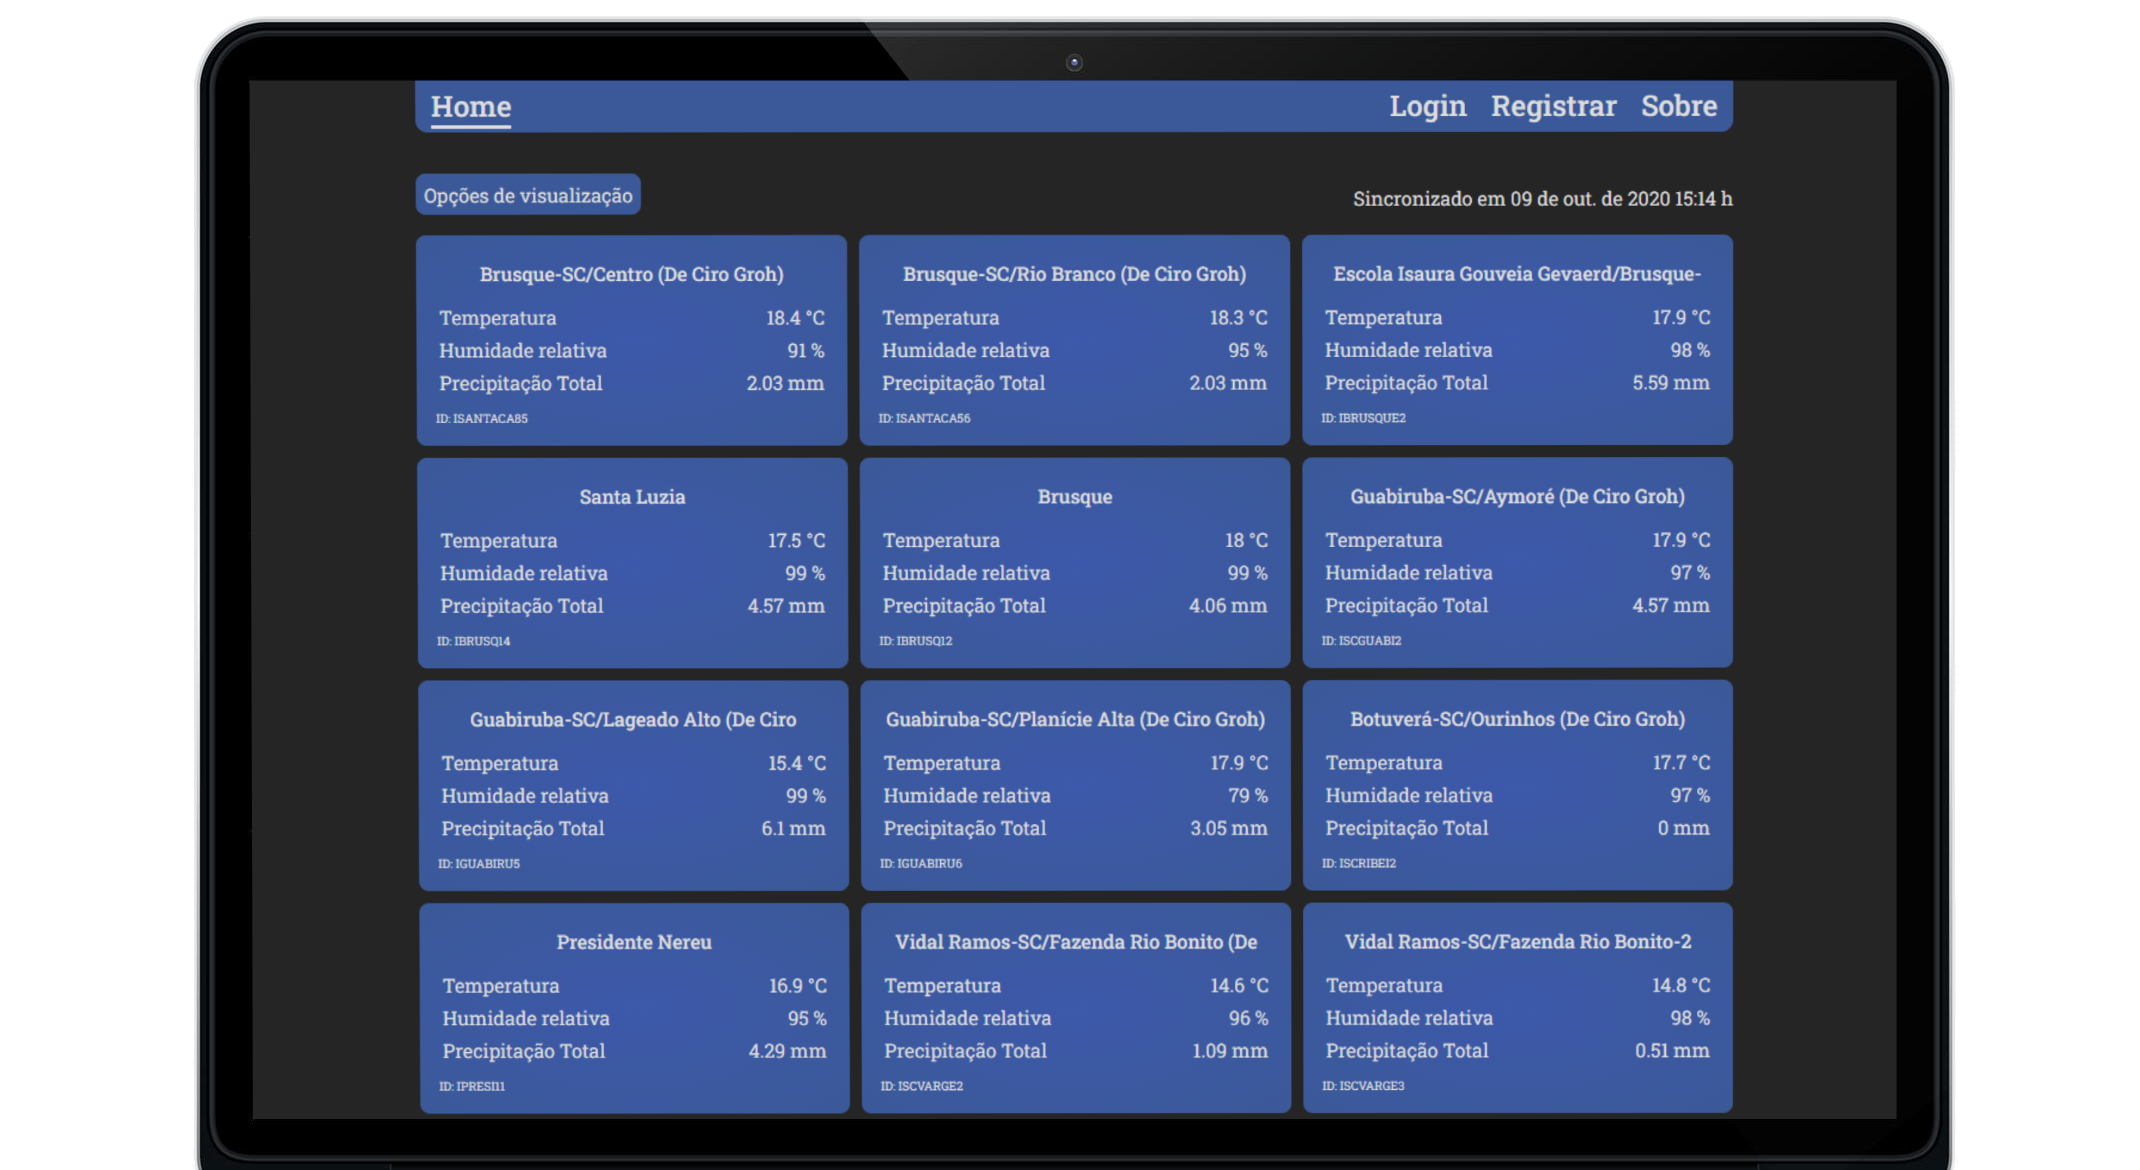 Home Login Registrar Sobre
Opções de visualização
Sincronizado em 09 de out. de 2020 15:14 h
Brusque-SC/Centro (De Ciro Groh)
Temperatura 18.4 °C
Humidade relativa 91 %
Precipitação Total 2.03 mm
ID: ISANTACA85
Brusque-SC/Rio Branco (De Ciro Groh)
Temperatura 18.3 °C
Humidade relativa 95 %
Precipitação Total 2.03 mm
ID: ISANTACA56
Escola Isaura Gouveia Gevaerd/Brusque-
Temperatura 17.9 °C
Humidade relativa 98 %
Precipitação Total 5.59 mm
ID: IBRUSQUE2
Santa Luzia
Temperatura 17.5 °C
Humidade relativa 99 %
Precipitação Total 4.57 mm
ID: IBRUSQ14
Brusque
Temperatura 18 °C
Humidade relativa 99 %
Precipitação Total 4.06 mm
ID: IBRUSQ12
Guabiruba-SC/Aymoré (De Ciro Groh)
Temperatura 17.9 °C
Humidade relativa 97 %
Precipitação Total 4.57 mm
ID: ISCGUABI2
Guabiruba-SC/Lageado Alto (De Ciro
Temperatura 15.4 °C
Humidade relativa 99 %
Precipitação Total 6.1 mm
ID: IGUABIRU5
Guabiruba-SC/Planície Alta (De Ciro Groh)
Temperatura 17.9 °C
Humidade relativa 79 %
Precipitação Total 3.05 mm
ID: IGUABIRU6
Botuverá-SC/Ourinhos (De Ciro Groh)
Temperatura 17.7 °C
Humidade relativa 97 %
Precipitação Total 0 mm
ID: ISCRIBEI2
Presidente Nereu
Temperatura 16.9 °C
Humidade relativa 95 %
Precipitação Total 4.29 mm
ID: IPRESI11
Vidal Ramos-SC/Fazenda Rio Bonito (De
Temperatura 14.6 °C
Humidade relativa 96 %
Precipitação Total 1.09 mm
ID: ISCVARGE2
Vidal Ramos-SC/Fazenda Rio Bonito-2
Temperatura 14.8 °C
Humidade relativa 98 %
Precipitação Total 0.51 mm
ID: ISCVARGE3